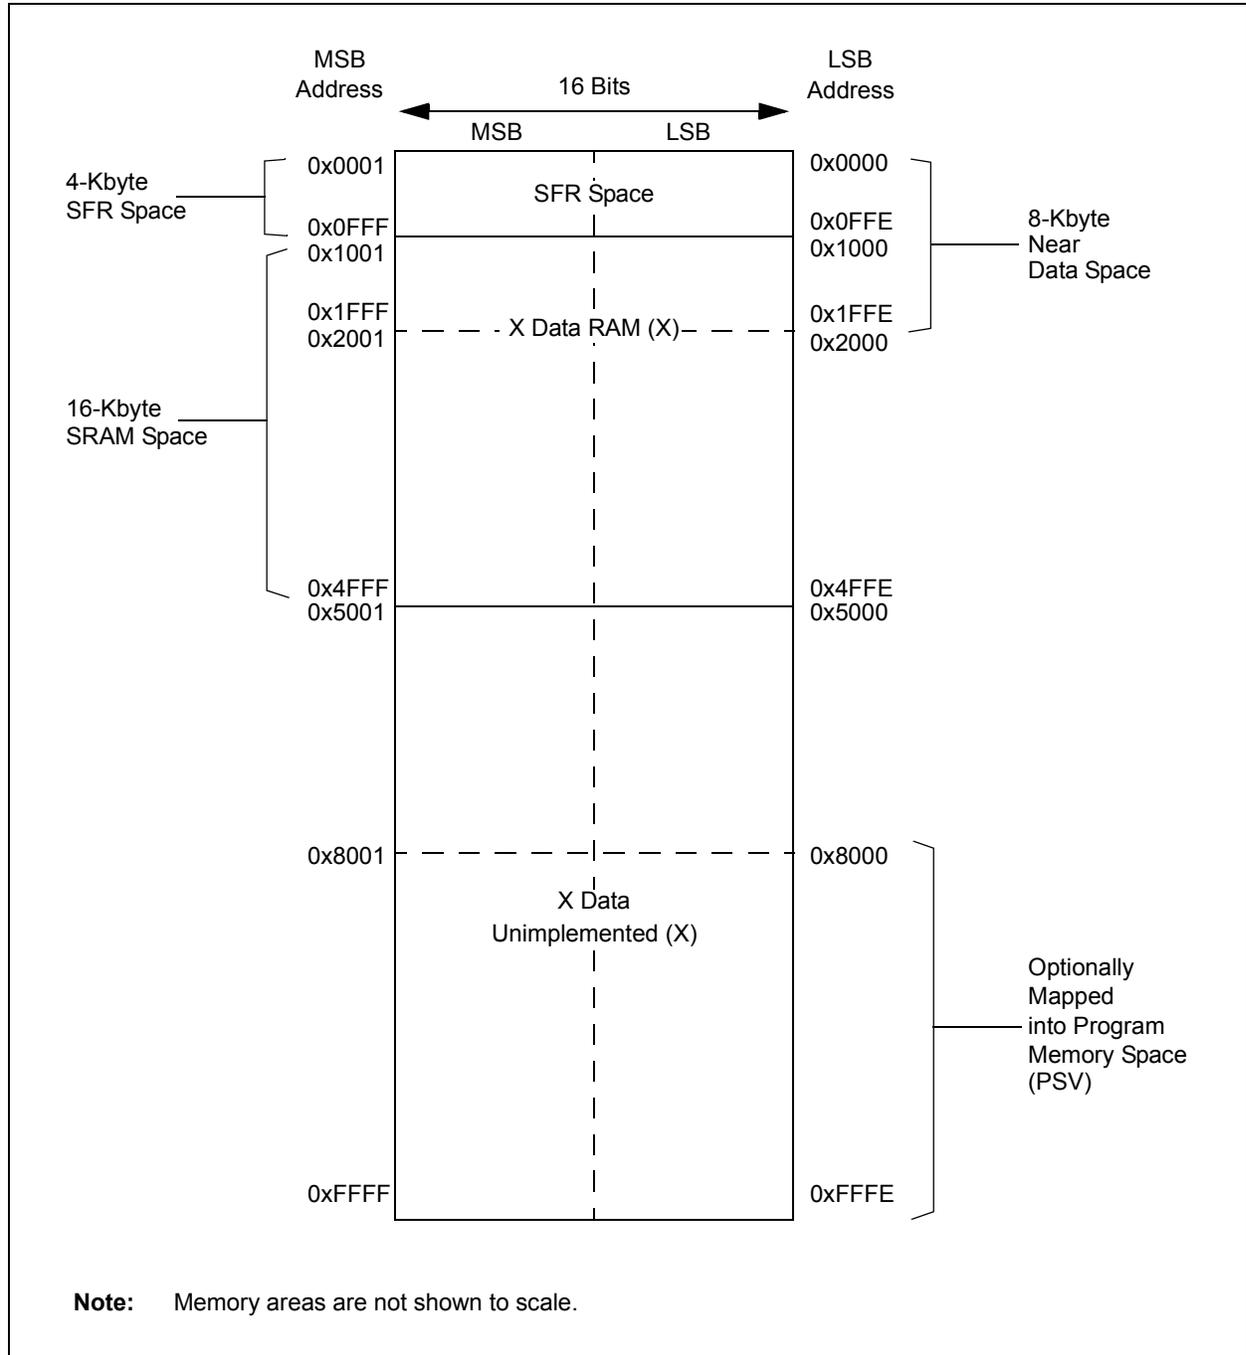 MSB
Address
16 Bits
LSB
Address
MSB
LSB
4-Kbyte
SFR Space
0x0001
0x0FFF
0x1001
0x1FFF
0x2001
16-Kbyte
SRAM Space
0x4FFF
0x5001
0x8001
0xFFFF
SFR Space
X Data RAM (X)
X Data
Unimplemented (X)
0x0000
0x0FFE
0x1000
0x1FFE
0x2000
0x4FFE
0x5000
0x8000
0xFFFE
8-Kbyte
Near
Data Space
Optionally
Mapped
into Program
Memory Space
(PSV)
Note: Memory areas are not shown to scale.